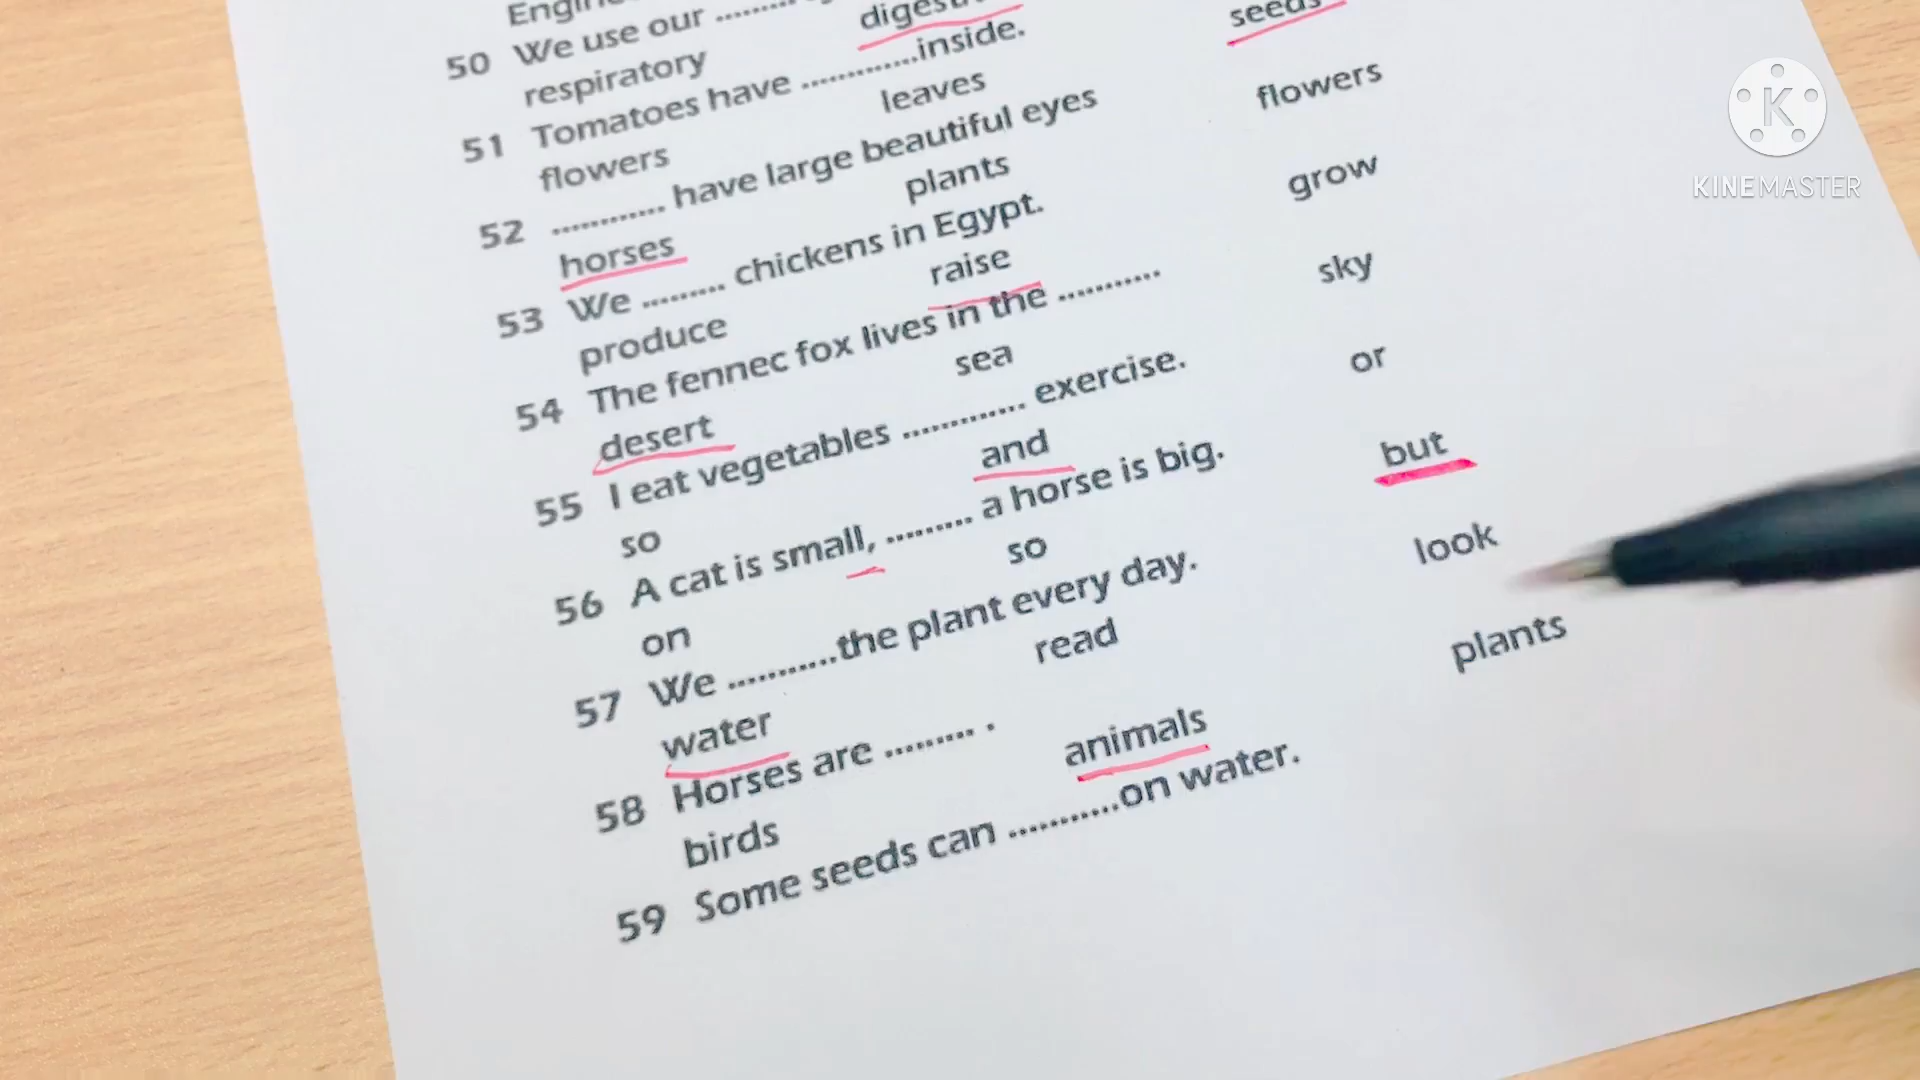 50 We use our ..........
respiratory
51 Tomatoes have .............inside. seeds
flowers leaves
52 ............ have large beautiful eyes flowers
horses plants
53 We ......... chickens in Egypt. grow
produce raise
54 The fennec fox lives in the ........... sky
desert sea
55 I eat vegetables ............. exercise. or
so and
56 A cat is small, ......... a horse is big. but
on so
57 We ...........the plant every day. look
water read
58 Horses are ......... . plants
birds animals
59 Some seeds can ...........on water.
KINEMASTER